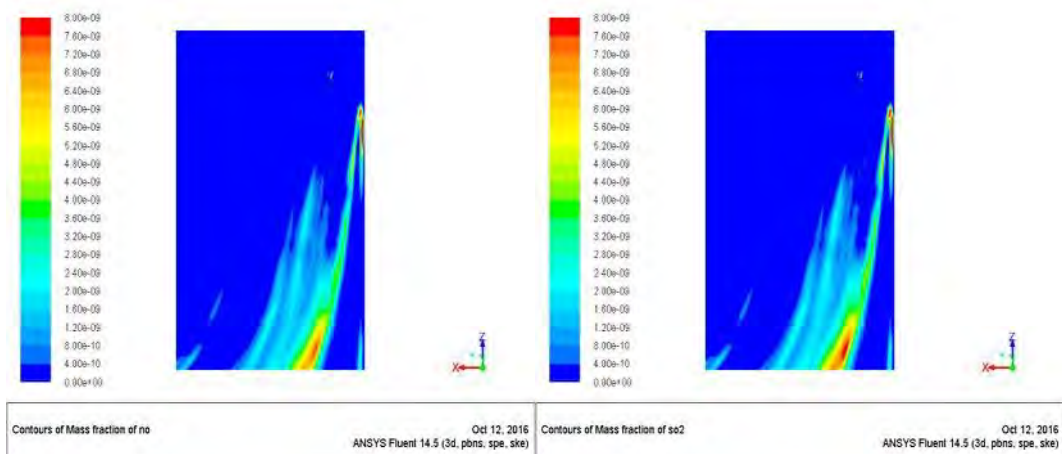 8.00e-09
7.60e-09
7.20e-09
6.80e-09
6.40e-09
6.00e-09
5.60e-09
5.20e-09
4.80e-09
4.40e-09
4.00e-09
3.60e-09
3.20e-09
2.80e-09
2.40e-09
2.00e-09
1.60e-09
1.20e-09
8.00e-10
4.00e-10
0.00e+00
Z
X
Contours of Mass fraction of no
Oct 12, 2016
ANSYS Fluent 14.5 (3d, pbns, spe, ske)
8.00e-09
7.60e-09
7.20e-09
6.80e-09
6.40e-09
6.00e-09
5.60e-09
5.20e-09
4.80e-09
4.40e-09
4.00e-09
3.60e-09
3.20e-09
2.80e-09
2.40e-09
2.00e-09
1.60e-09
1.20e-09
8.00e-10
4.00e-10
0.00e+00
Z
X
Contours of Mass fraction of so2
Oct 12, 2016
ANSYS Fluent 14.5 (3d, pbns, spe, ske)